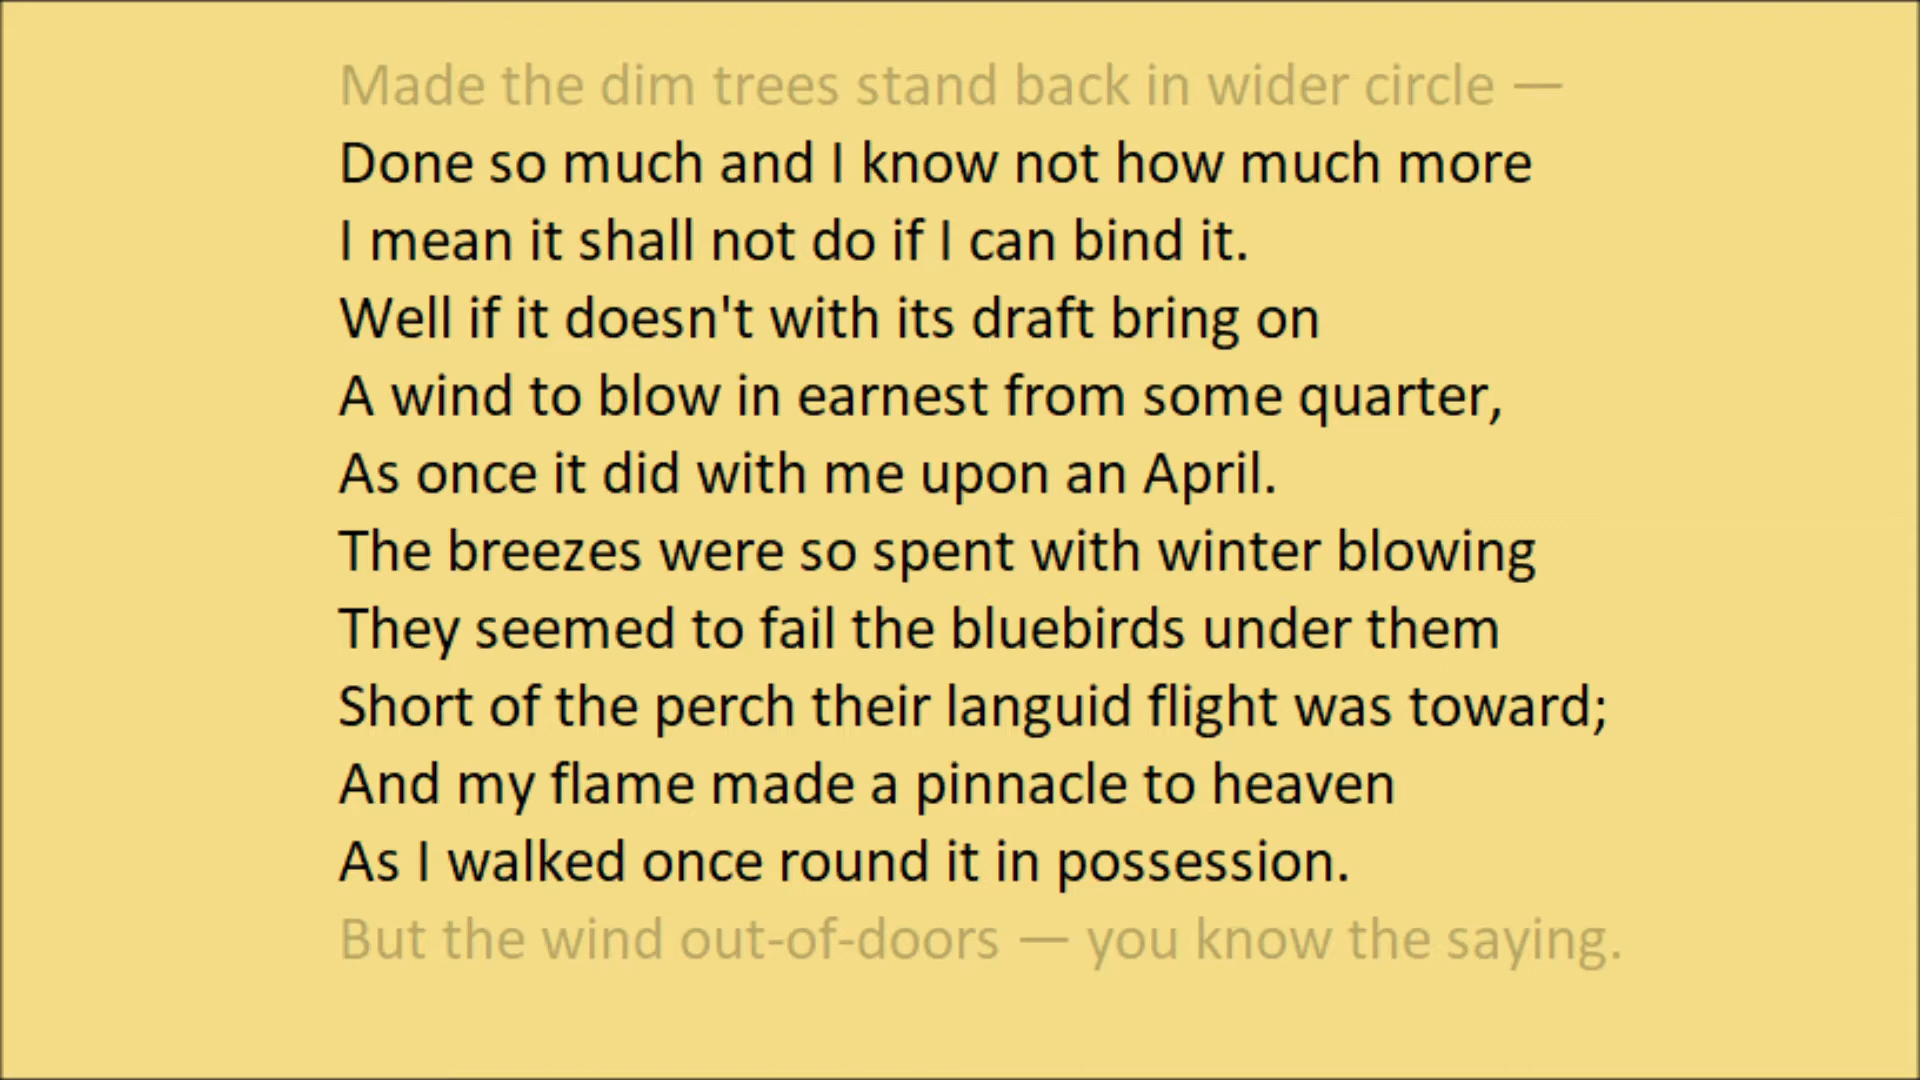 Made the dim trees stand back in wider circle —
Done so much and I know not how much more
I mean it shall not do if I can bind it.
Well if it doesn't with its draft bring on
A wind to blow in earnest from some quarter,
As once it did with me upon an April.
The breezes were so spent with winter blowing
They seemed to fail the bluebirds under them
Short of the perch their languid flight was toward;
And my flame made a pinnacle to heaven
As I walked once round it in possession.
But the wind out-of-doors — you know the saying.